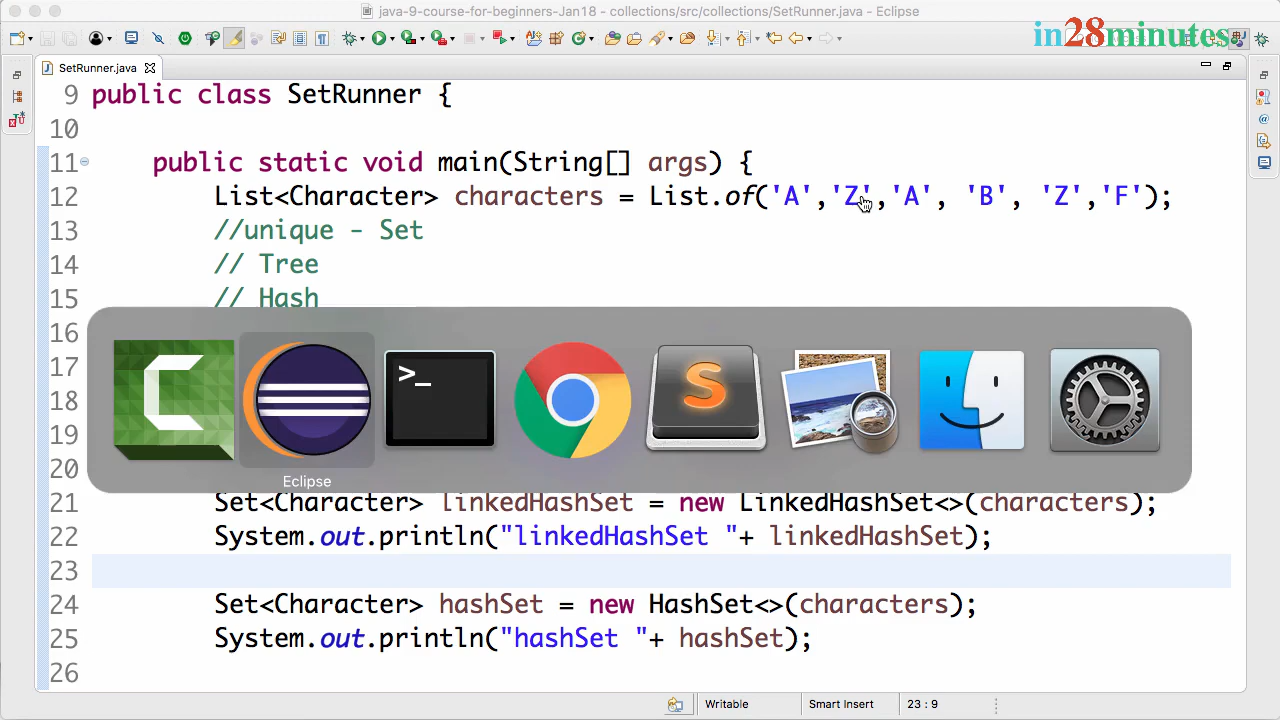 java-9-course-for-beginners-Jan18 - collections/src/collections/SetRunner.java - Eclipse
in28minutes
SetRunner.java
9 public class SetRunner {
10
11 public static void main(String[] args) {
12 List<Character> characters = List.of('A','Z','A', 'B', 'Z','F');
13 //unique - Set
14 // Tree
15 // Hash
16
17
18
19
20
>_
S
Eclipse
21 Set<Character> linkedHashSet = new LinkedHashSet<>(characters);
22 System.out.println("linkedHashSet "+ linkedHashSet);
23
24 Set<Character> hashSet = new HashSet<>(characters);
25 System.out.println("hashSet "+ hashSet);
26
Writable
Smart Insert
23 : 9